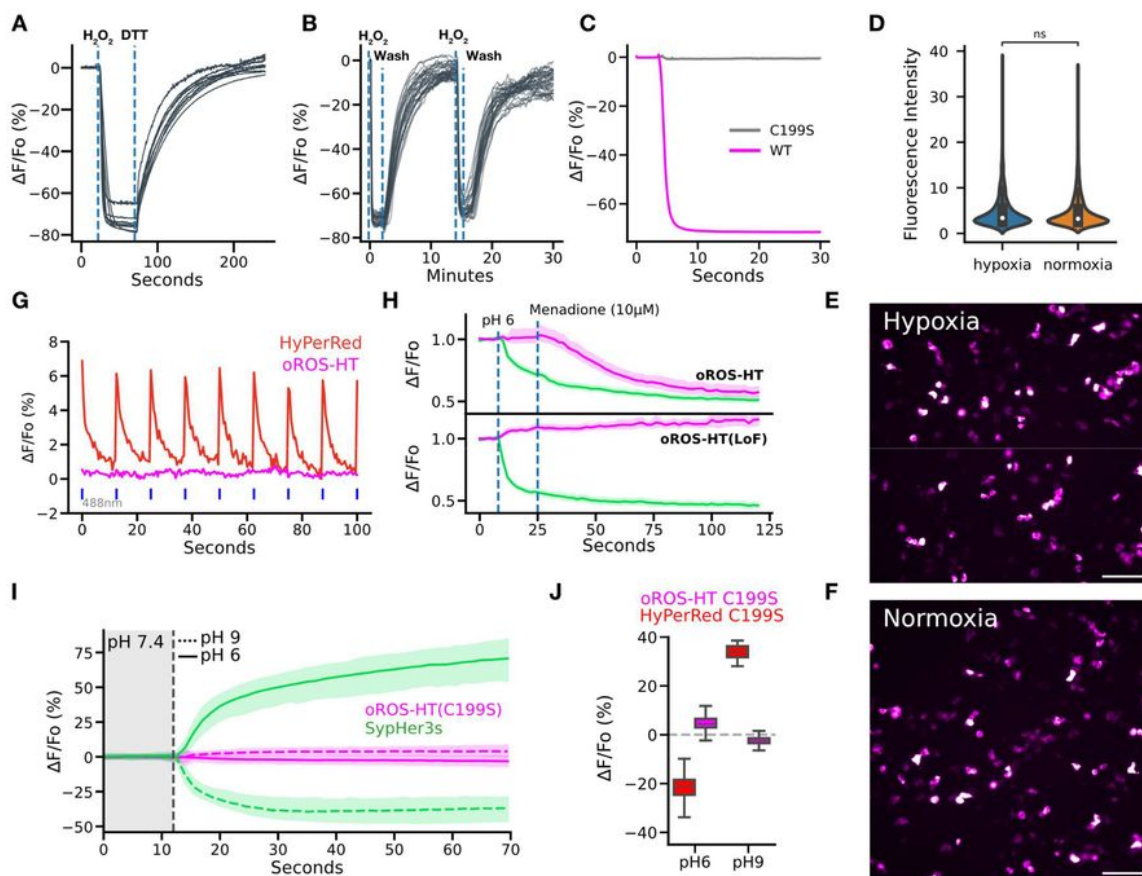 A
H₂O₂ DTT
0
−20
−40
−60
−80
ΔF/Fo (%)
0 100 200
Seconds
B
H₂O₂ H₂O₂
Wash Wash
0
−20
−40
−60
−80
ΔF/Fo (%)
0 10 20 30
Minutes
C
0
−20
−40
−60
ΔF/Fo (%)
C199S
WT
0 10 20 30
Seconds
D
ns
40
30
20
10
0
Fluorescence Intensity
hypoxia normoxia
G
HyPerRed
oROS-HT
8
6
4
2
0
−2
ΔF/Fo (%)
488nm
0 20 40 60 80 100
Seconds
H
Menadione (10μM)
pH 6
1.0
0.5
ΔF/Fo
oROS-HT
1.0
0.5
ΔF/Fo
oROS-HT(LoF)
0 25 50 75 100 125
Seconds
E
Hypoxia
I
pH 7.4
pH 9
pH 6
75
50
25
0
−25
−50
ΔF/Fo (%)
oROS-HT(C199S)
SypHer3s
0 10 20 30 40 50 60 70
Seconds
J
oROS-HT C199S
HyPerRed C199S
40
20
0
−20
−40
ΔF/Fo (%)
pH6 pH9
F
Normoxia